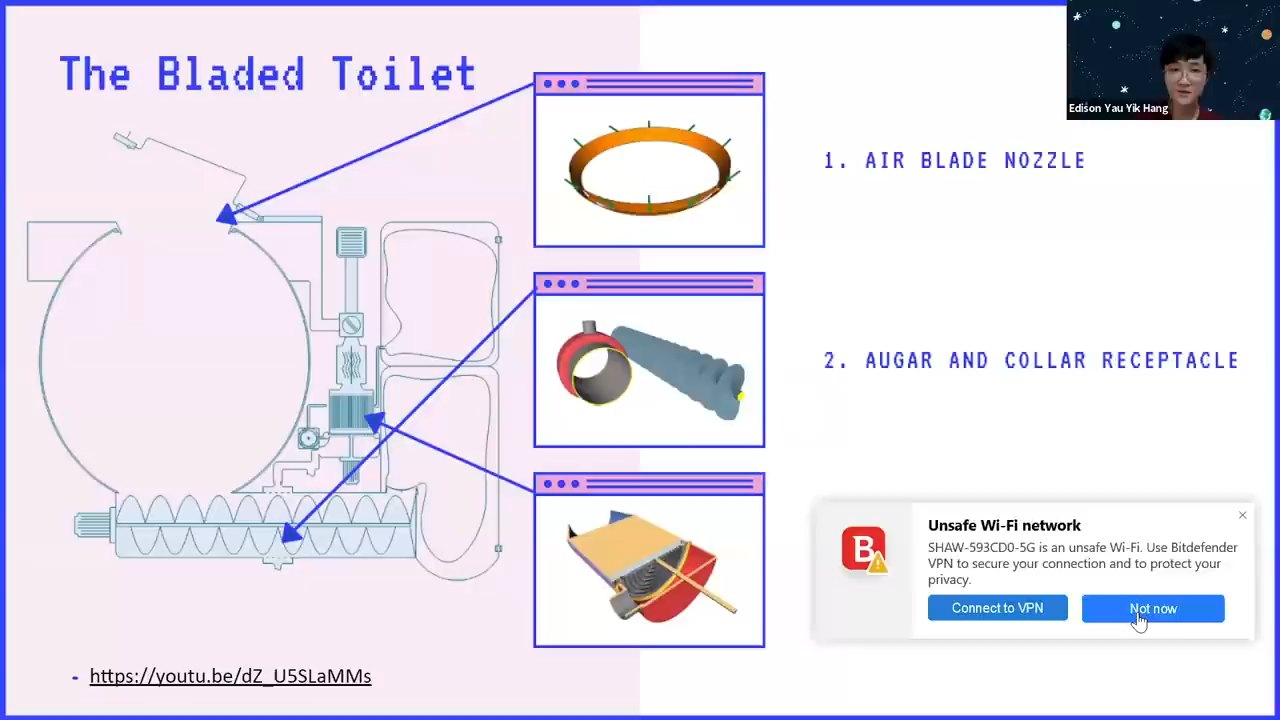 The Bladed Toilet
Edison Yau Yik Hang
1. AIR BLADE NOZZLE
2. AUGAR AND COLLAR RECEPTACLE
B
Unsafe Wi-Fi network
SHAW-593CD0-5G is an unsafe Wi-Fi. Use Bitdefender
VPN to secure your connection and to protect your
privacy.
Connect to VPN
Not now
- https://youtu.be/dZ_U5SLaMMs